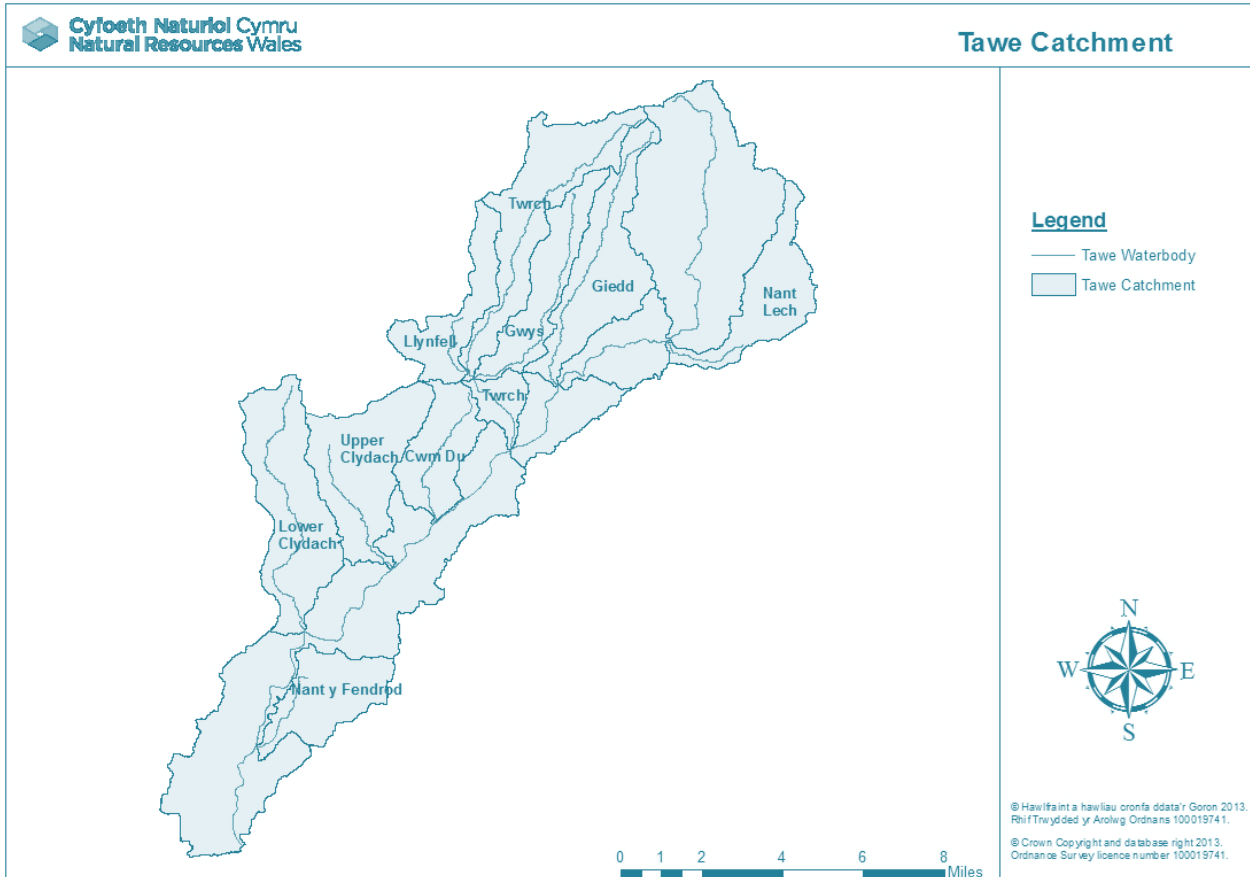 Cyfoeth Naturiol Cymru
Natural Resources Wales
Tawe Catchment
Twrch
Giedd
Nant
Lech
Llynfell
Gwys
Twrch
Upper
Clydach
Cwm Du
Lower
Clydach
Nant y Fendrod
Legend
Tawe Waterbody
Tawe Catchment
N
W
E
S
0 1 2 4 6 8
Miles
© Hawlfraint a hawliau cronfa ddata'r Goron 2013.
Rhif Trwydded yr Arolwg Ordnans 100019741.
© Crown Copyright and database right 2013.
Ordnance Survey licence number 100019741.